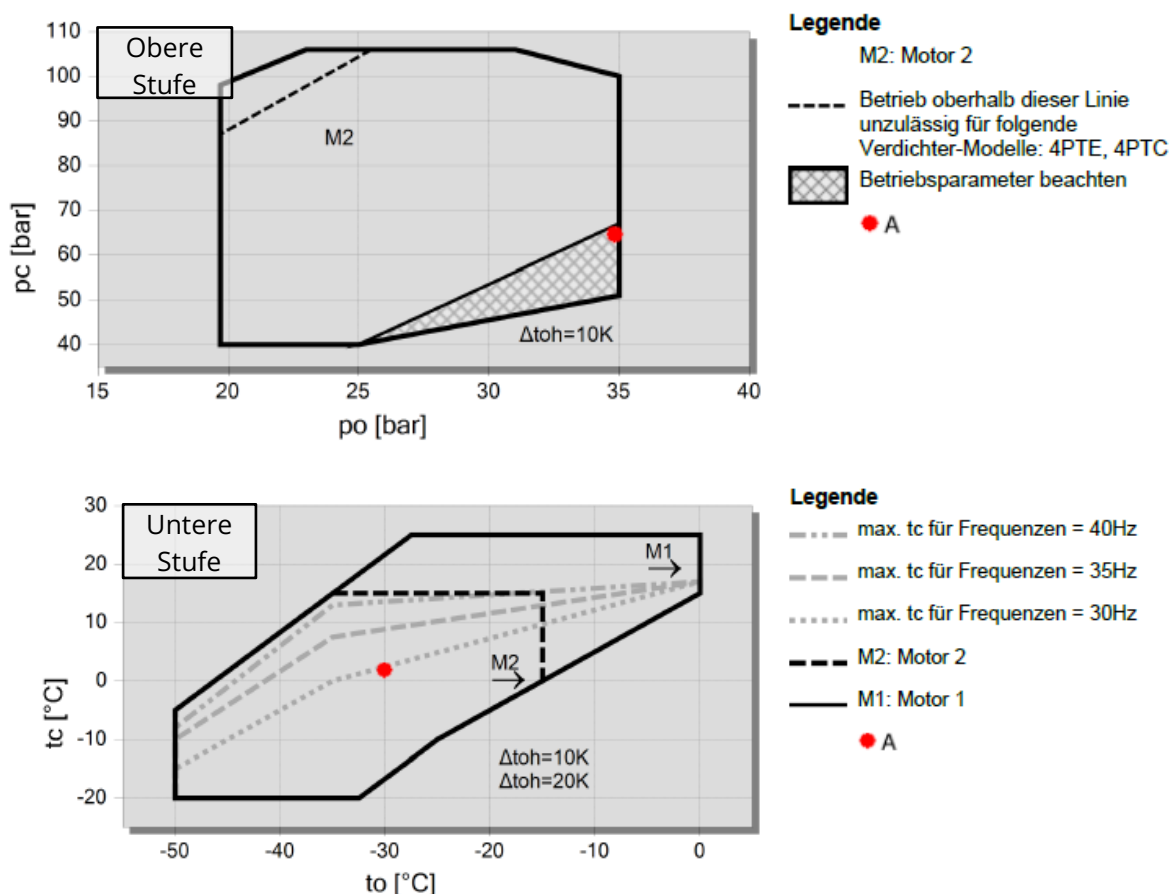 110
100
90
80
70
60
50
40
pc [bar]
Obere
Stufe
M2
Δtoh=10K
15
20
25
30
35
40
po [bar]
Legende
M2: Motor 2
Betrieb oberhalb dieser Linie
unzulässig für folgende
Verdichter-Modelle: 4PTE, 4PTC
Betriebsparameter beachten
A
30
20
10
0
-10
-20
tc [°C]
Untere
Stufe
M1
M2
Δtoh=10K
Δtoh=20K
-50
-40
-30
-20
-10
0
to [°C]
Legende
max. tc für Frequenzen = 40Hz
max. tc für Frequenzen = 35Hz
max. tc für Frequenzen = 30Hz
M2: Motor 2
M1: Motor 1
A